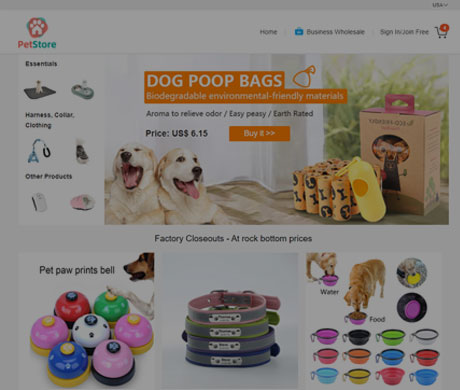 USA
PetStore
Home
Business Wholesale
Sign In/Join Free
4
Essentials
Harness, Collar,
Clothing
Other Products
DOG POOP BAGS
Biodegradable environmental-friendly materials
Aroma to relieve odor / Easy peasy / Earth Rated
Price: US$ 6.15
Buy it >>
Factory Closeouts - At rock bottom prices
Pet paw prints bell
Water
Food